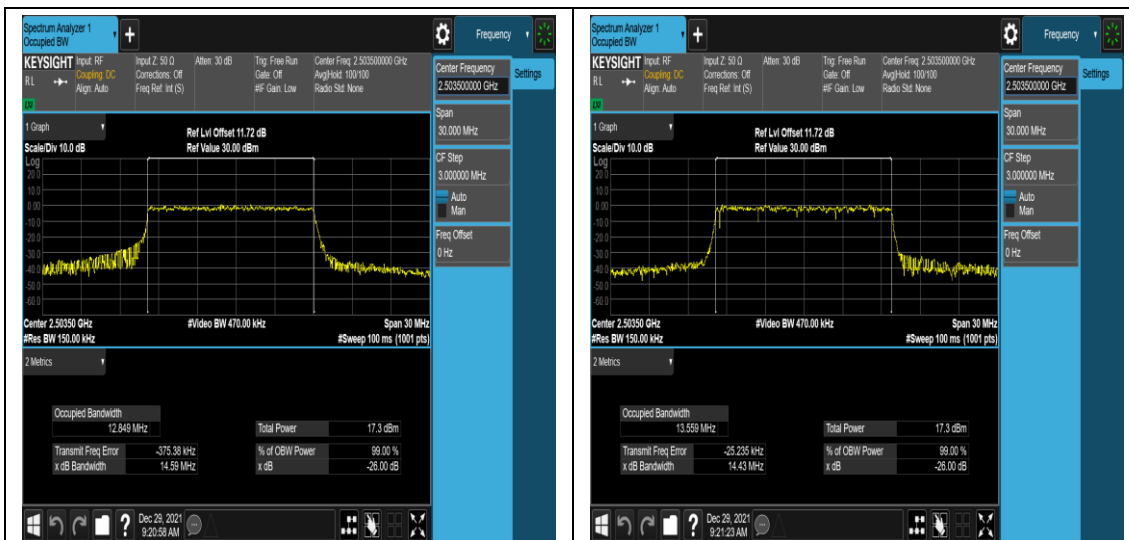 Spectrum Analyzer 1
Occupied BW
+
Frequency
KEYSIGHT
Input: RF
Input Z: 50 Ω
Atten: 30 dB
Trig: Free Run
Center Freq: 2.503500000 GHz
R L
Coupling: DC
Corrections: Off
Gate: Off
Avg|Hold: 100/100
Align: Auto
Freq Ref: Int (S)
#IF Gain: Low
Radio Std: None
Center Frequency
2.503500000 GHz
Settings
Span
30.000 MHz
CF Step
3.000000 MHz
Auto
Man
Freq Offset
0 Hz
1 Graph
Ref Lvl Offset 11.72 dB
Scale/Div 10.0 dB
Ref Value 30.00 dBm
Log
20.0
10.0
0.00
-10.0
-20.0
-30.0
-40.0
-50.0
-60.0
Center 2.50350 GHz
#Video BW 470.00 kHz
Span 30 MHz
#Res BW 150.00 kHz
#Sweep 100 ms (1001 pts)
2 Metrics
Occupied Bandwidth
12.849 MHz
Total Power
17.3 dBm
Transmit Freq Error
-375.38 kHz
% of OBW Power
99.00 %
x dB Bandwidth
14.59 MHz
x dB
-26.00 dB
?
Dec 29, 2021
9:20:58 AM
Spectrum Analyzer 1
Occupied BW
+
Frequency
KEYSIGHT
Input: RF
Input Z: 50 Ω
Atten: 30 dB
Trig: Free Run
Center Freq: 2.503500000 GHz
R L
Coupling: DC
Corrections: Off
Gate: Off
Avg|Hold: 100/100
Align: Auto
Freq Ref: Int (S)
#IF Gain: Low
Radio Std: None
Center Frequency
2.503500000 GHz
Settings
Span
30.000 MHz
CF Step
3.000000 MHz
Auto
Man
Freq Offset
0 Hz
1 Graph
Ref Lvl Offset 11.72 dB
Scale/Div 10.0 dB
Ref Value 30.00 dBm
Log
20.0
10.0
0.00
-10.0
-20.0
-30.0
-40.0
-50.0
-60.0
Center 2.50350 GHz
#Video BW 470.00 kHz
Span 30 MHz
#Res BW 150.00 kHz
#Sweep 100 ms (1001 pts)
2 Metrics
Occupied Bandwidth
13.559 MHz
Total Power
17.3 dBm
Transmit Freq Error
-25.235 kHz
% of OBW Power
99.00 %
x dB Bandwidth
14.43 MHz
x dB
-26.00 dB
?
Dec 29, 2021
9:21:23 AM